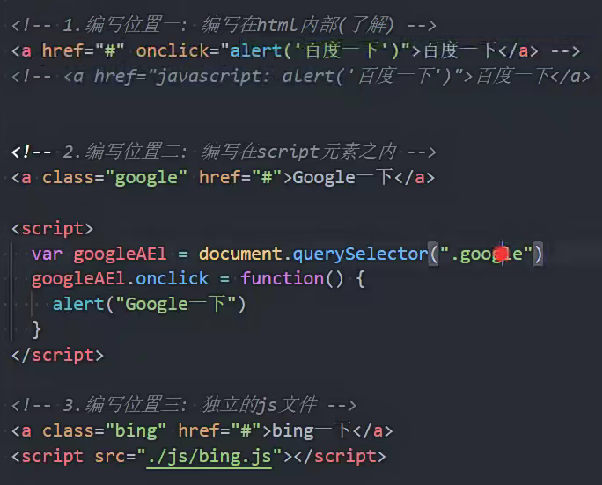 <!-- 1.编写位置一: 编写在html内部(了解) -->
<a href="#" onclick="alert('百度一下')">百度一下</a> -->
<!-- <a href="javascript: alert('百度一下')">百度一下</a>
<!-- 2.编写位置二: 编写在script元素之内 -->
<a class="google" href="#">Google一下</a>
<script>
var googleAEl = document.querySelector(".google")
googleAEl.onclick = function() {
alert("Google一下")
}
</script>
<!-- 3.编写位置三: 独立的js文件 -->
<a class="bing" href="#">bing一下</a>
<script src="./js/bing.js"></script>